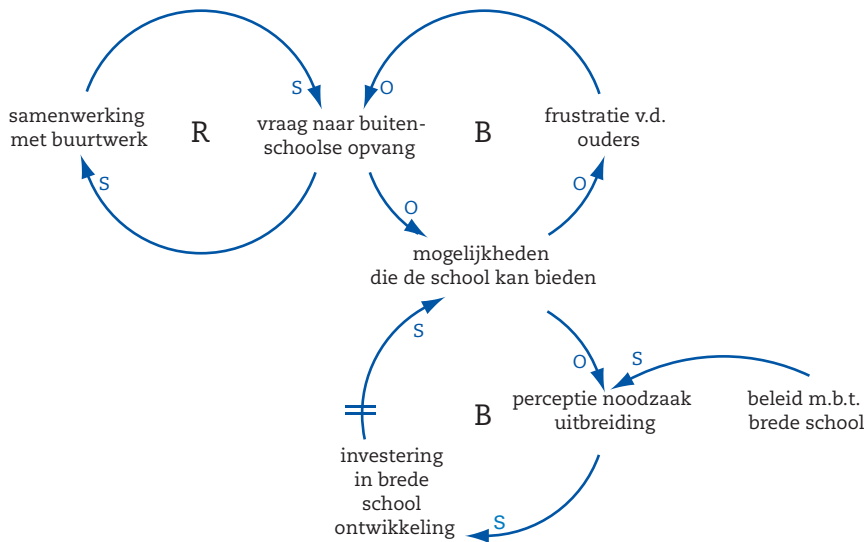 S
O
samenwerking
met buurtwerk
R
vraag naar buiten-
schoolse opvang
B
frustratie v.d.
ouders
S
O
O
mogelijkheden
die de school kan bieden
S
O
S
perceptie noodzaak
uitbreiding
beleid m.b.t.
brede school
B
investering
in brede
school
ontwikkeling
S